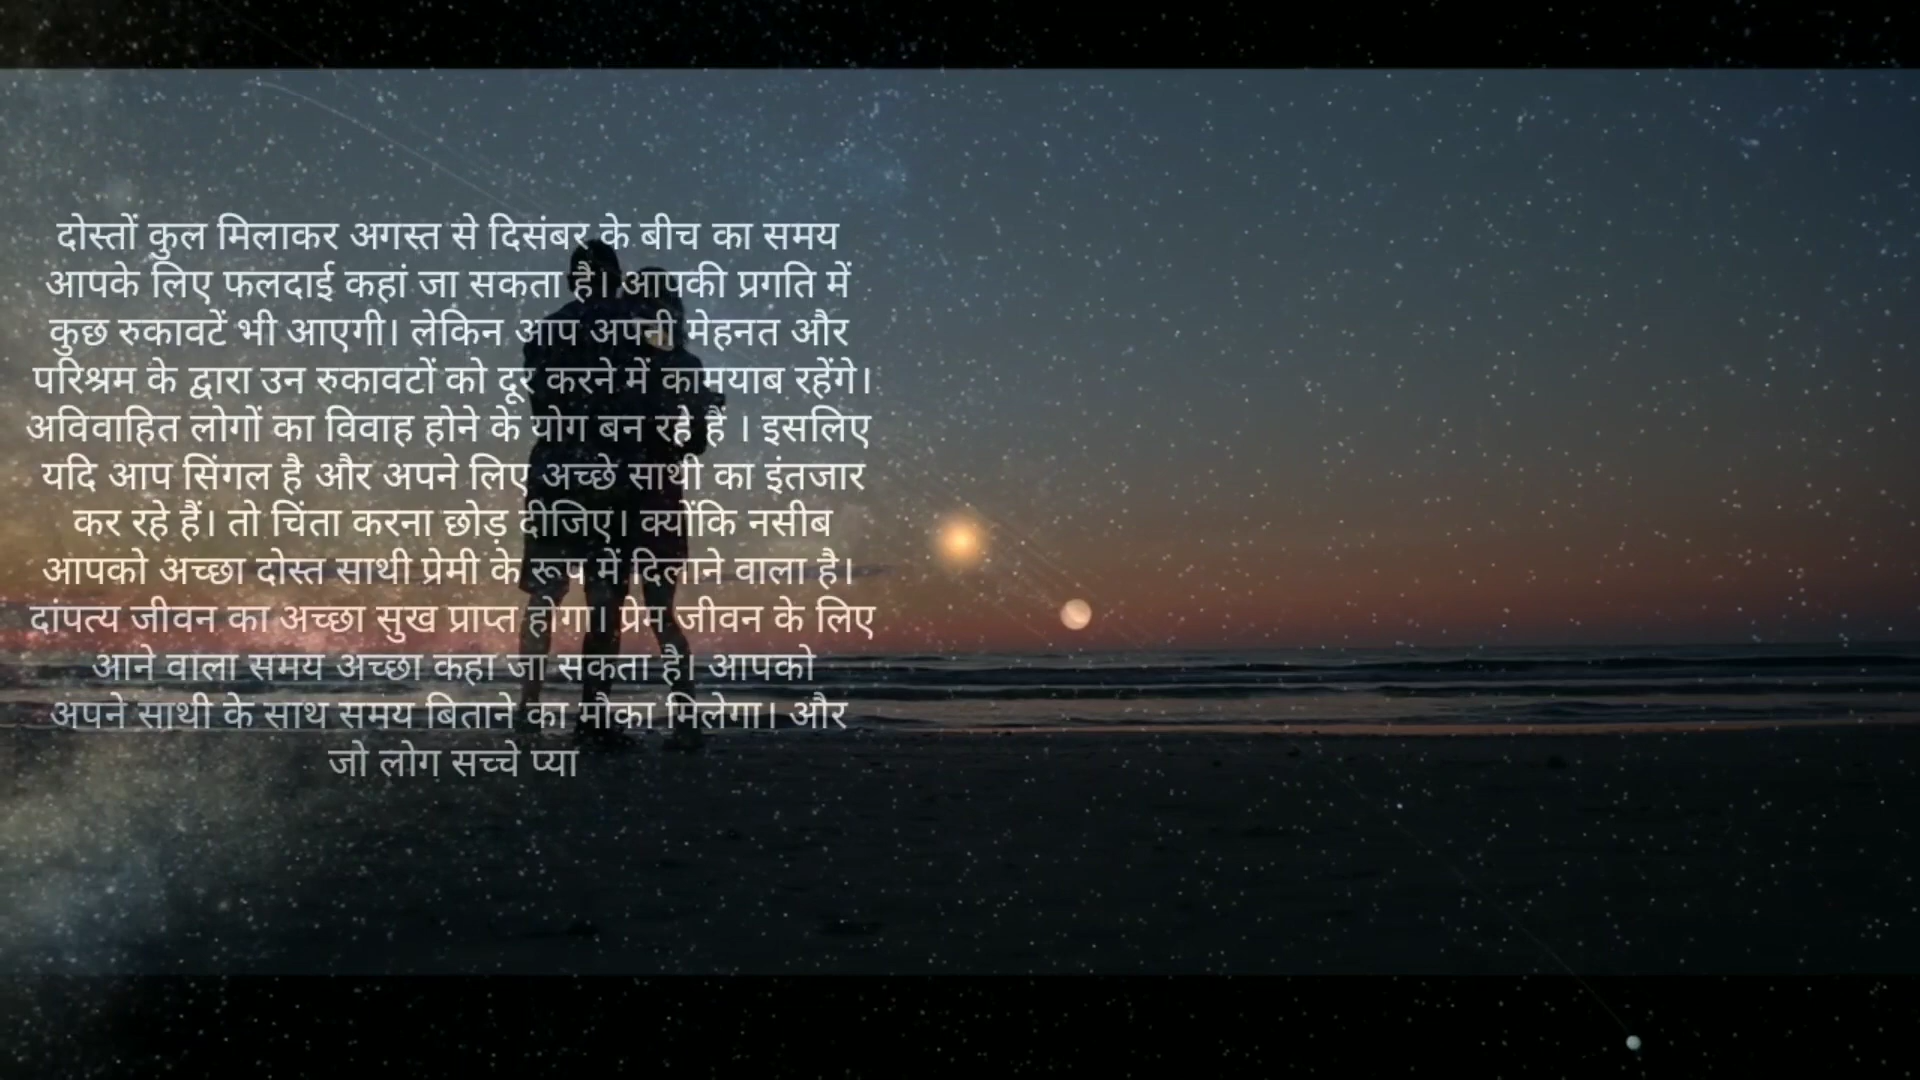 दोस्तों कुल मिलाकर अगस्त से दिसंबर के बीच का समय
आपके लिए फलदाई कहां जा सकता है। आपकी प्रगति में
कुछ रुकावटें भी आएगी। लेकिन आप अपनी मेहनत और
परिश्रम के द्वारा उन रुकावटों को दूर करने में कामयाब रहेंगे।
अविवाहित लोगों का विवाह होने के योग बन रहे हैं । इसलिए
यदि आप सिंगल है और अपने लिए अच्छे साथी का इंतजार
कर रहे हैं। तो चिंता करना छोड़ दीजिए। क्योंकि नसीब
आपको अच्छा दोस्त साथी प्रेमी के रूप में दिलाने वाला है।
दांपत्य जीवन का अच्छा सुख प्राप्त होगा। प्रेम जीवन के लिए
आने वाला समय अच्छा कहा जा सकता है। आपको
अपने साथी के साथ समय बिताने का मौका मिलेगा। और
जो लोग सच्चे प्या